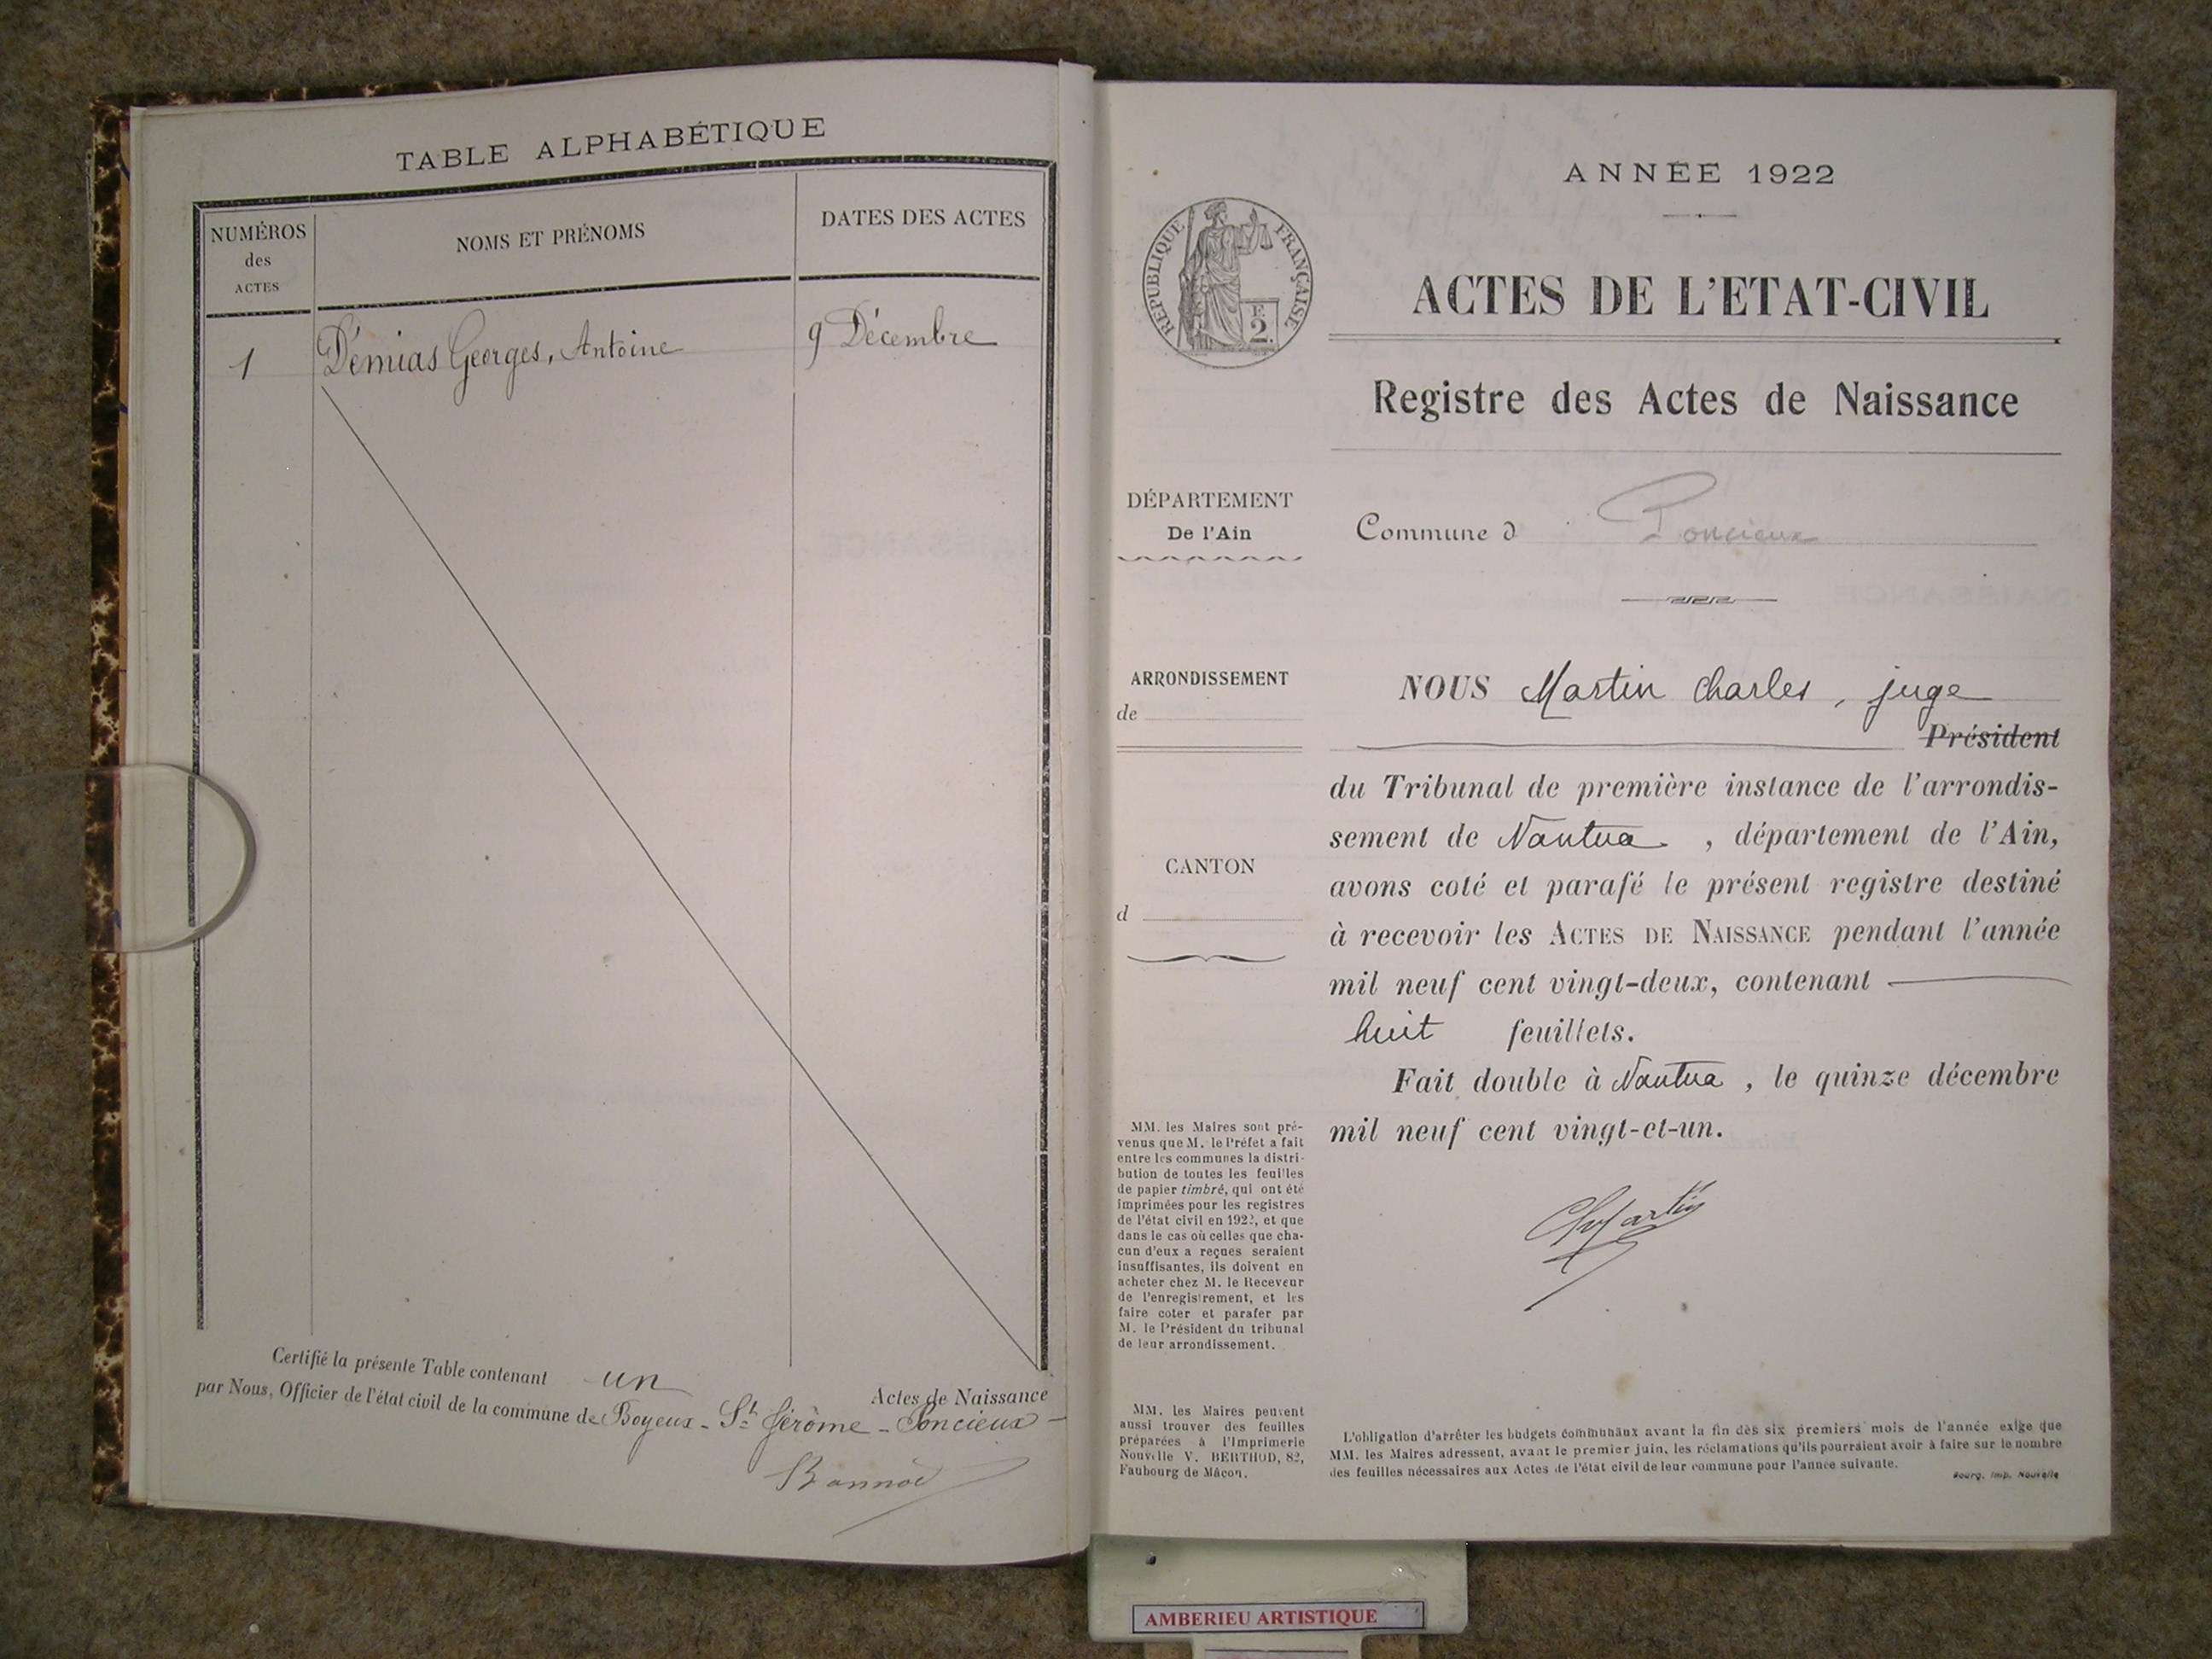 TABLE ALPHABÉTIQUE
NUMÉROS
des
ACTES
NOMS ET PRÉNOMS
DATES DES ACTES
1 Démias Georges, Antoine 9 Décembre
Certifié la présente Table contenant un Actes de Naissance
par Nous, Officier de l'état civil de la commune de Boyeux - St Jérôme - Poncieux -
ANNÉE 1922
RÉPUBLIQUE FRANÇAISE
E
2.
ACTES DE L'ETAT-CIVIL
Registre des Actes de Naissance
DÉPARTEMENT
De l'Ain
Commune d Poncieux
ARRONDISSEMENT
de
CANTON
d
NOUS Martin Charles, juge
Président
du Tribunal de première instance de l'arrondis-
sement de Nantua , département de l'Ain,
avons coté et parafé le présent registre destiné
à recevoir les ACTES DE NAISSANCE pendant l'année
mil neuf cent vingt-deux, contenant
huit feuillets.
Fait double à Nantua , le quinze décembre
mil neuf cent vingt-et-un.
ChMartin
MM. les Maires sont pré-
venus que M. le Préfet a fait
entre les communes la distri-
bution de toutes les feuilles
de papier timbré, qui ont été
imprimées pour les registres
de l'état civil en 1922, et que
dans le cas où celles que cha-
cun d'eux a reçues seraient
insuffisantes, ils doivent en
acheter chez M. le Receveur
de l'enregistrement, et les
faire coter et parafer par
M. le Président du tribunal
de leur arrondissement.
MM. les Maires peuvent
aussi trouver des feuilles
préparées à l'Imprimerie
Nouvelle V. BERTHOD, 82,
Faubourg de Mâcon.
L'obligation d'arrêter les budgets communaux avant la fin des six premiers mois de l'année exige que
MM. les Maires adressent, avant le premier juin, les réclamations qu'ils pourraient avoir à faire sur le nombre
des feuilles nécessaires aux Actes de l'état civil de leur commune pour l'année suivante.
Bourg, Imp. Nouvelle
AMBERIEU ARTISTIQUE